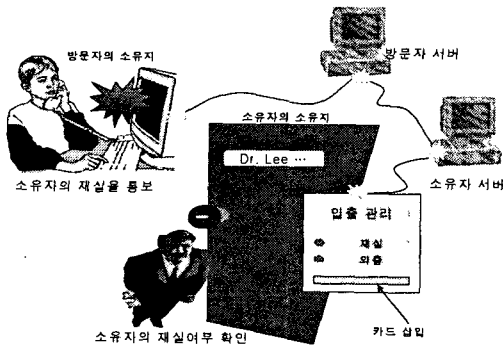 방문자의 소유지
방문자 서버
소유자의 소유지
Dr. Lee ...
소유자의 재실을 통보
소유자 서버
입출 관리
재실
외출
카드 삽입
소유자의 재실여부 확인